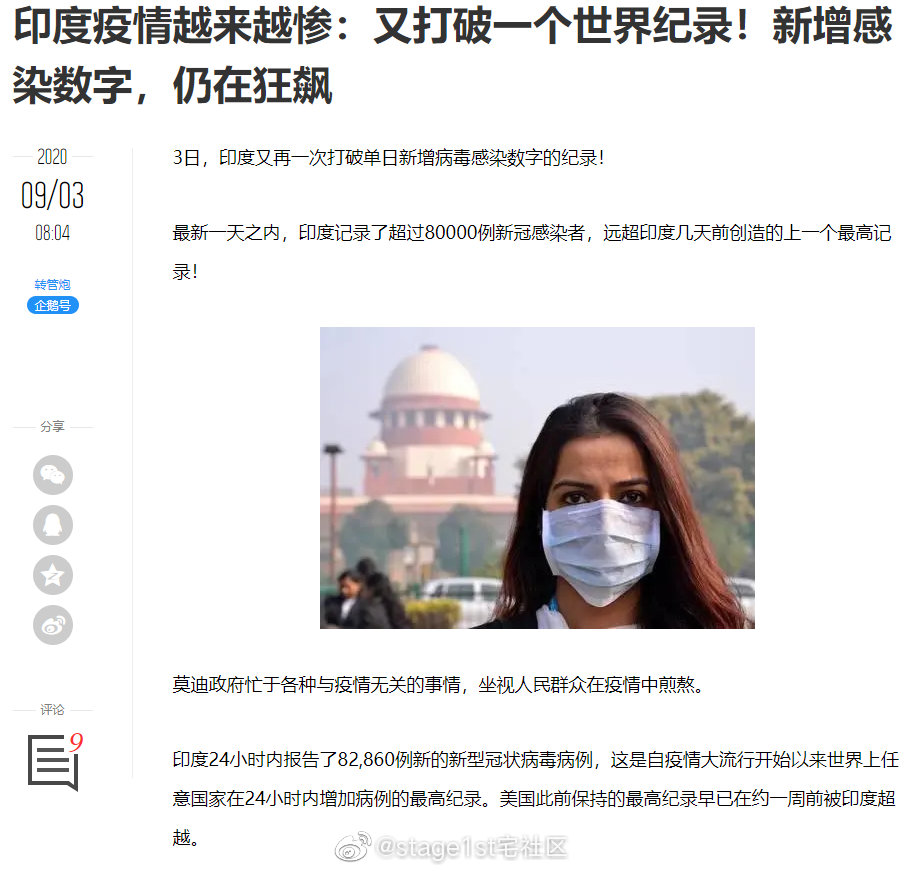 印度疫情越来越惨：又打破一个世界纪录！新增感
染数字，仍在狂飙
2020
09/03
08:04
转管炮
企鹅号
分享
评论
9
3日，印度又再一次打破单日新增病毒感染数字的纪录！
最新一天之内，印度记录了超过80000例新冠感染者，远超印度几天前创造的上一个最高记
录！
莫迪政府忙于各种与疫情无关的事情，坐视人民群众在疫情中煎熬。
印度24小时内报告了82,860例新的新型冠状病毒病例，这是自疫情大流行开始以来世界上任
意国家在24小时内增加病例的最高纪录。美国此前保持的最高纪录早已在约一周前被印度超
越。
@stage1st宅社区